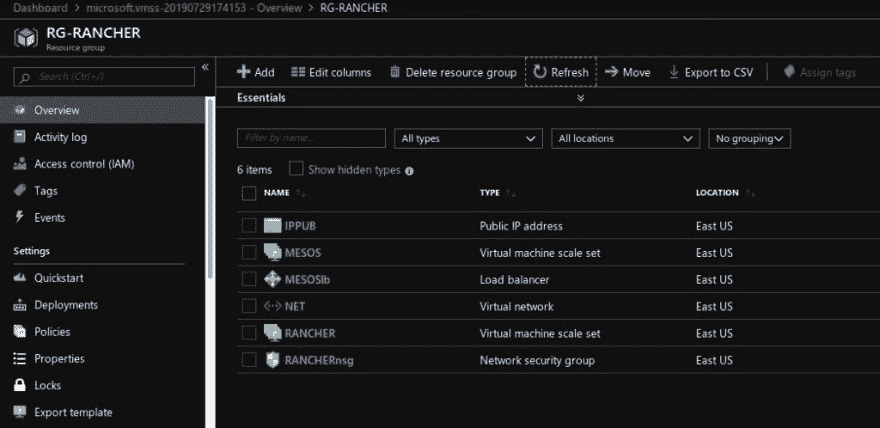 Dashboard > microsoft.vmss-20190729174153 - Overview > RG-RANCHER
RG-RANCHER
Resource group
Search (Ctrl+/)
«
Add Edit columns Delete resource group Refresh Move Export to CSV Assign tags
Essentials
Overview
Activity log
Access control (IAM)
Tags
Events
Settings
Quickstart
Deployments
Policies
Properties
Locks
Export template
Filter by name... All types All locations No grouping
6 items Show hidden types
NAME TYPE LOCATION
IPPUB Public IP address East US
MESOS Virtual machine scale set East US
MESOSlb Load balancer East US
NET Virtual network East US
RANCHER Virtual machine scale set East US
RANCHERnsg Network security group East US